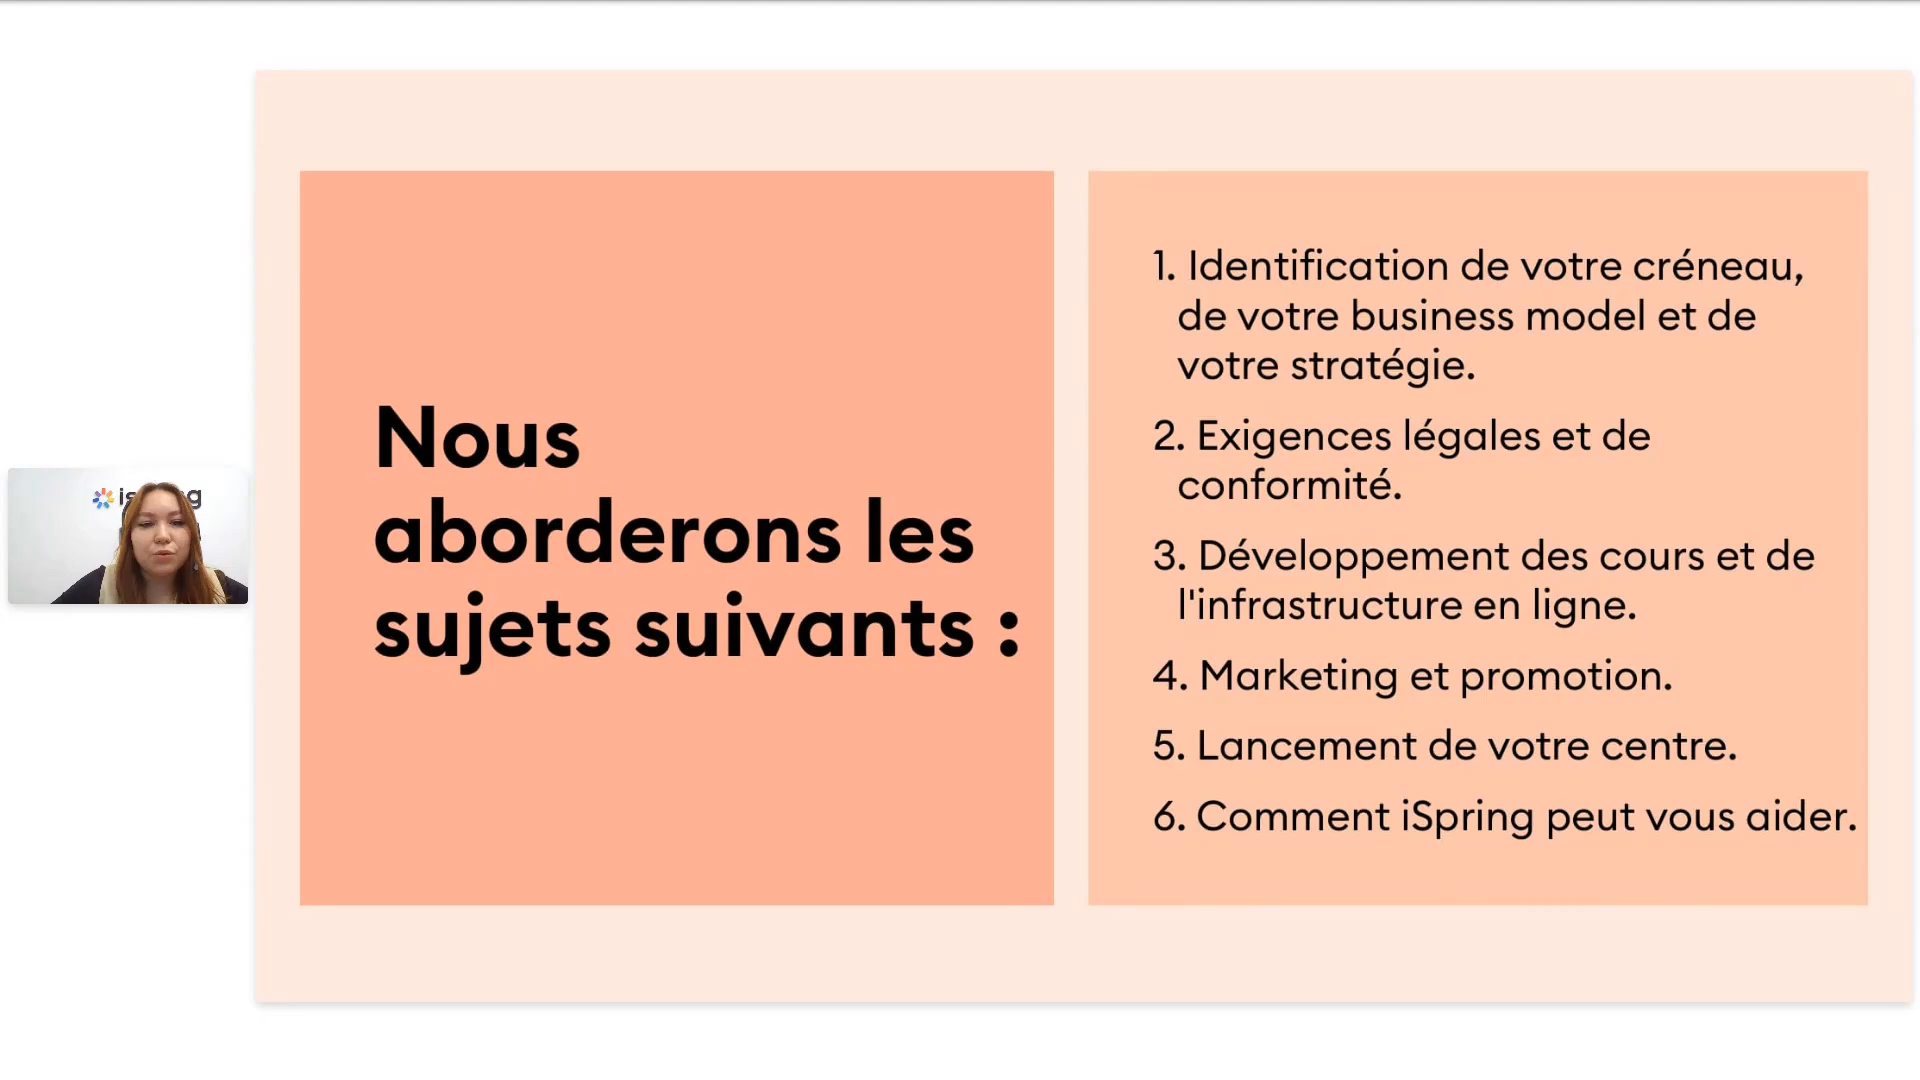 Nous
aborderons les
sujets suivants :
1. Identification de votre créneau,
de votre business model et de
votre stratégie.
2. Exigences légales et de
conformité.
3. Développement des cours et de
l'infrastructure en ligne.
4. Marketing et promotion.
5. Lancement de votre centre.
6. Comment iSpring peut vous aider.